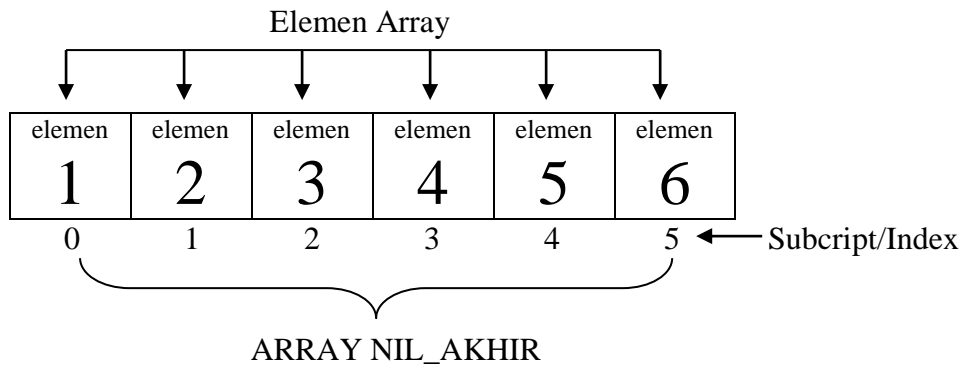 Elemen Array
elemen elemen elemen elemen elemen elemen
1 2 3 4 5 6
0 1 2 3 4 5 Subcript/Index
ARRAY NIL_AKHIR